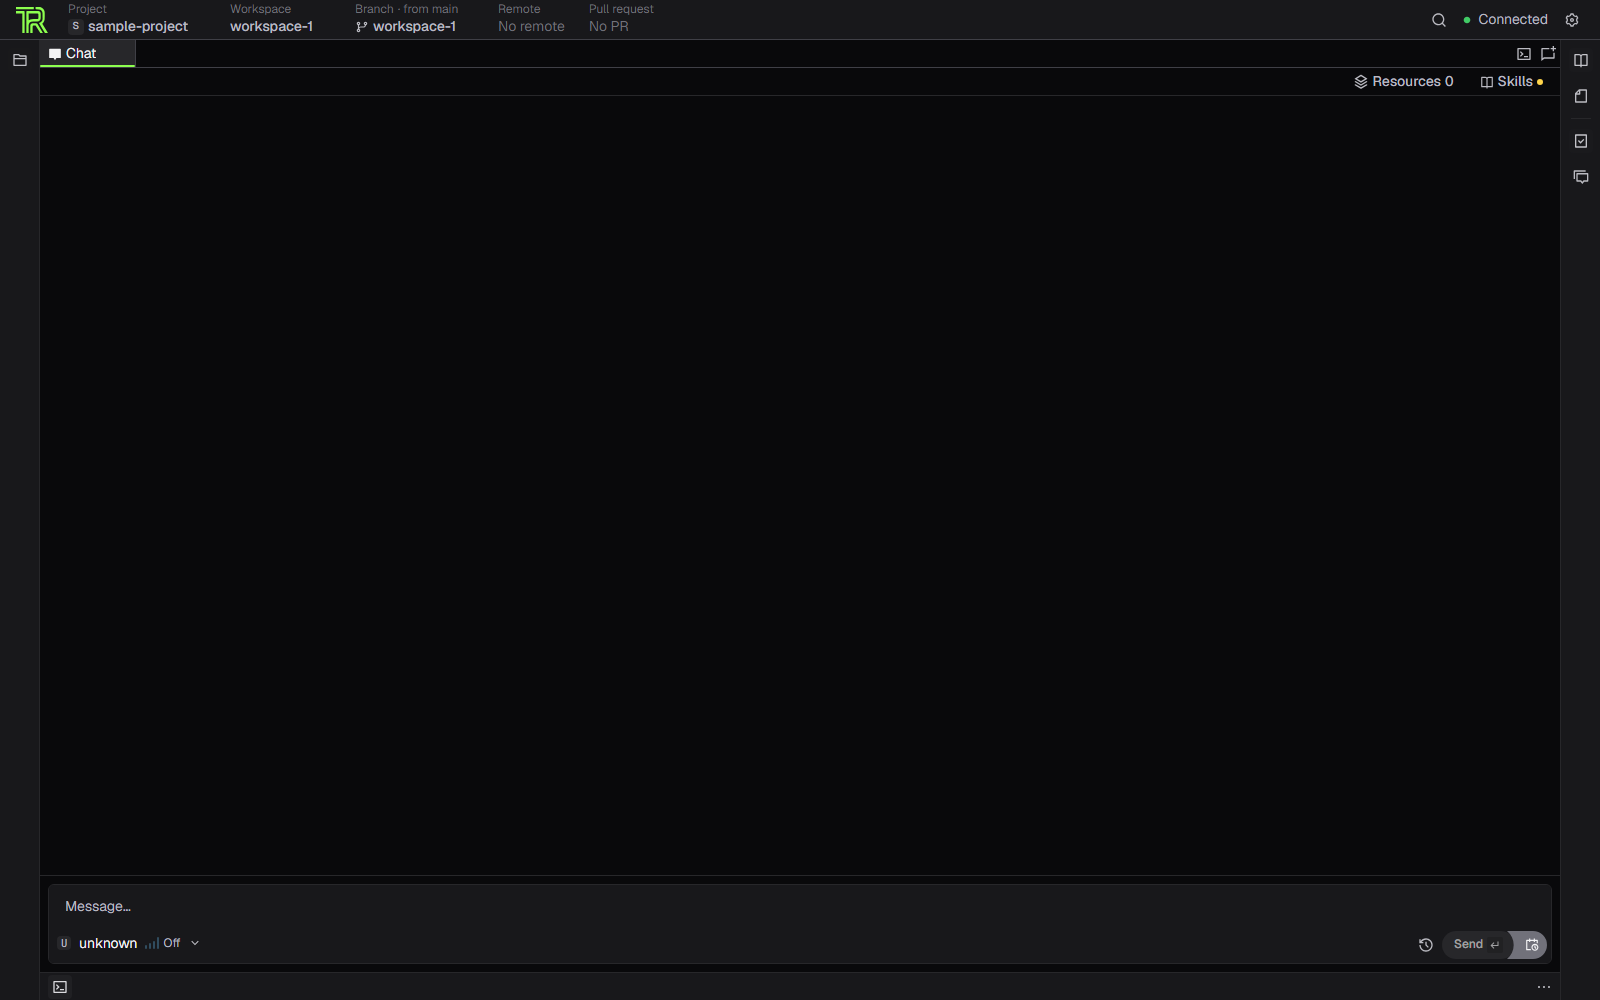 TR
Project
S sample-project
Workspace
workspace-1
Branch · from main
workspace-1
Remote
No remote
Pull request
No PR
Connected
Chat
Resources 0
Skills
Message...
U unknown Off
Send